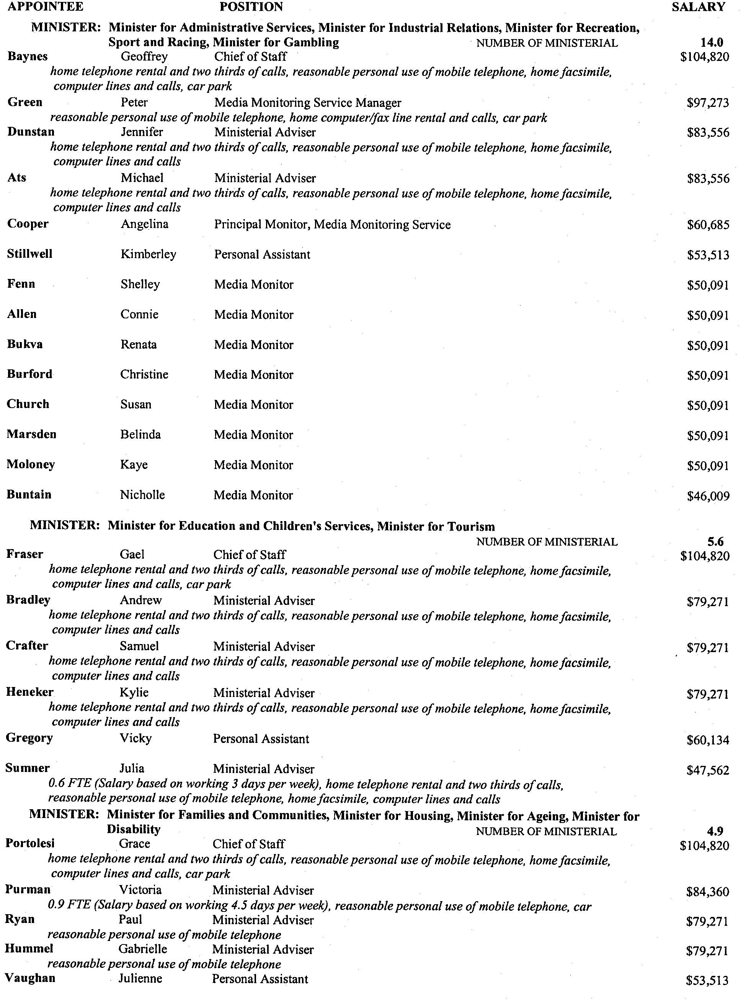 APPOINTEE POSITION SALARY
MINISTER: Minister for Administrative Services, Minister for Industrial Relations, Minister for Recreation,
Sport and Racing, Minister for Gambling NUMBER OF MINISTERIAL 14.0
Baynes Geoffrey Chief of Staff $104,820
home telephone rental and two thirds of calls, reasonable personal use of mobile telephone, home facsimile,
computer lines and calls, car park
Green Peter Media Monitoring Service Manager $97,273
reasonable personal use of mobile telephone, home computer/fax line rental and calls, car park
Dunstan Jennifer Ministerial Adviser $83,556
home telephone rental and two thirds of calls, reasonable personal use of mobile telephone, home facsimile,
computer lines and calls
Ats Michael Ministerial Adviser $83,556
home telephone rental and two thirds of calls, reasonable personal use of mobile telephone, home facsimile,
computer lines and calls
Cooper Angelina Principal Monitor, Media Monitoring Service $60,685
Stillwell Kimberley Personal Assistant $53,513
Fenn Shelley Media Monitor $50,091
Allen Connie Media Monitor $50,091
Bukva Renata Media Monitor $50,091
Burford Christine Media Monitor $50,091
Church Susan Media Monitor $50,091
Marsden Belinda Media Monitor $50,091
Moloney Kaye Media Monitor $50,091
Buntain Nicholle Media Monitor $46,009
MINISTER: Minister for Education and Children's Services, Minister for Tourism
NUMBER OF MINISTERIAL 5.6
Fraser Gael Chief of Staff $104,820
home telephone rental and two thirds of calls, reasonable personal use of mobile telephone, home facsimile,
computer lines and calls, car park
Bradley Andrew Ministerial Adviser $79,271
home telephone rental and two thirds of calls, reasonable personal use of mobile telephone, home facsimile,
computer lines and calls
Crafter Samuel Ministerial Adviser $79,271
home telephone rental and two thirds of calls, reasonable personal use of mobile telephone, home facsimile,
computer lines and calls
Heneker Kylie Ministerial Adviser $79,271
home telephone rental and two thirds of calls, reasonable personal use of mobile telephone, home facsimile,
computer lines and calls
Gregory Vicky Personal Assistant $60,134
Sumner Julia Ministerial Adviser $47,562
0.6 FTE (Salary based on working 3 days per week), home telephone rental and two thirds of calls,
reasonable personal use of mobile telephone, home facsimile, computer lines and calls
MINISTER: Minister for Families and Communities, Minister for Housing, Minister for Ageing, Minister for
Disability NUMBER OF MINISTERIAL 4.9
Portolesi Grace Chief of Staff $104,820
home telephone rental and two thirds of calls, reasonable personal use of mobile telephone, home facsimile,
computer lines and calls, car park
Purman Victoria Ministerial Adviser $84,360
0.9 FTE (Salary based on working 4.5 days per week), reasonable personal use of mobile telephone, car
Ryan Paul Ministerial Adviser $79,271
reasonable personal use of mobile telephone
Hummel Gabrielle Ministerial Adviser $79,271
reasonable personal use of mobile telephone
Vaughan Julienne Personal Assistant $53,513